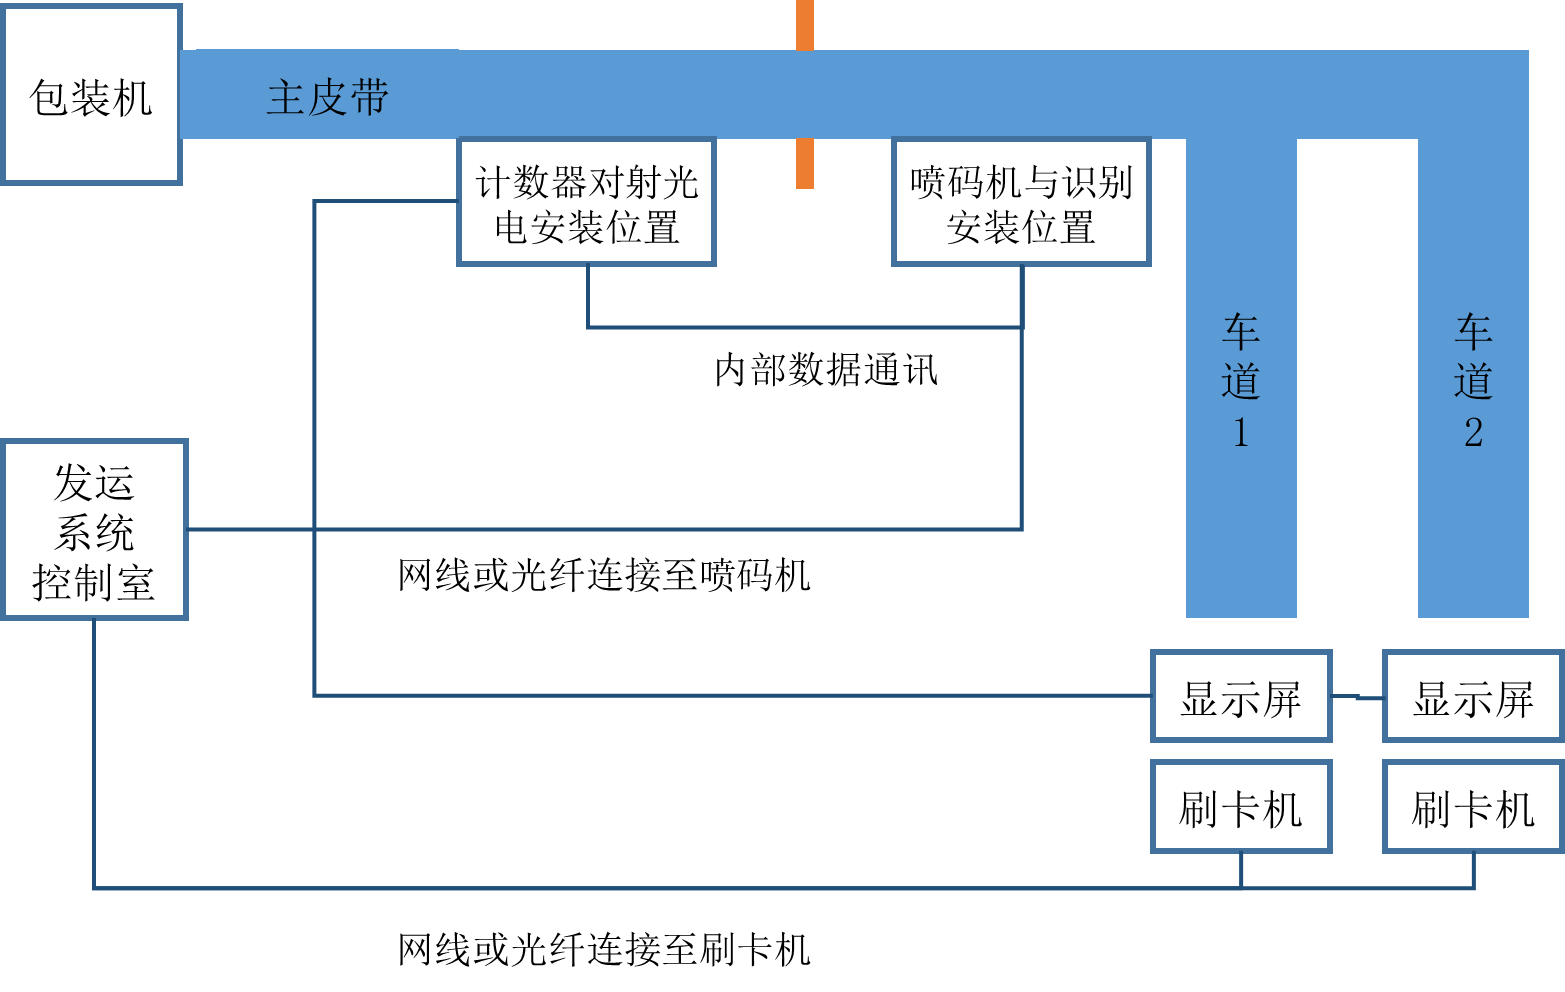 包装机
主皮带
计数器对射光
电安装位置
喷码机与识别
安装位置
内部数据通讯
车
道
1
车
道
2
发运
系统
控制室
网线或光纤连接至喷码机
显示屏
显示屏
刷卡机
刷卡机
网线或光纤连接至刷卡机